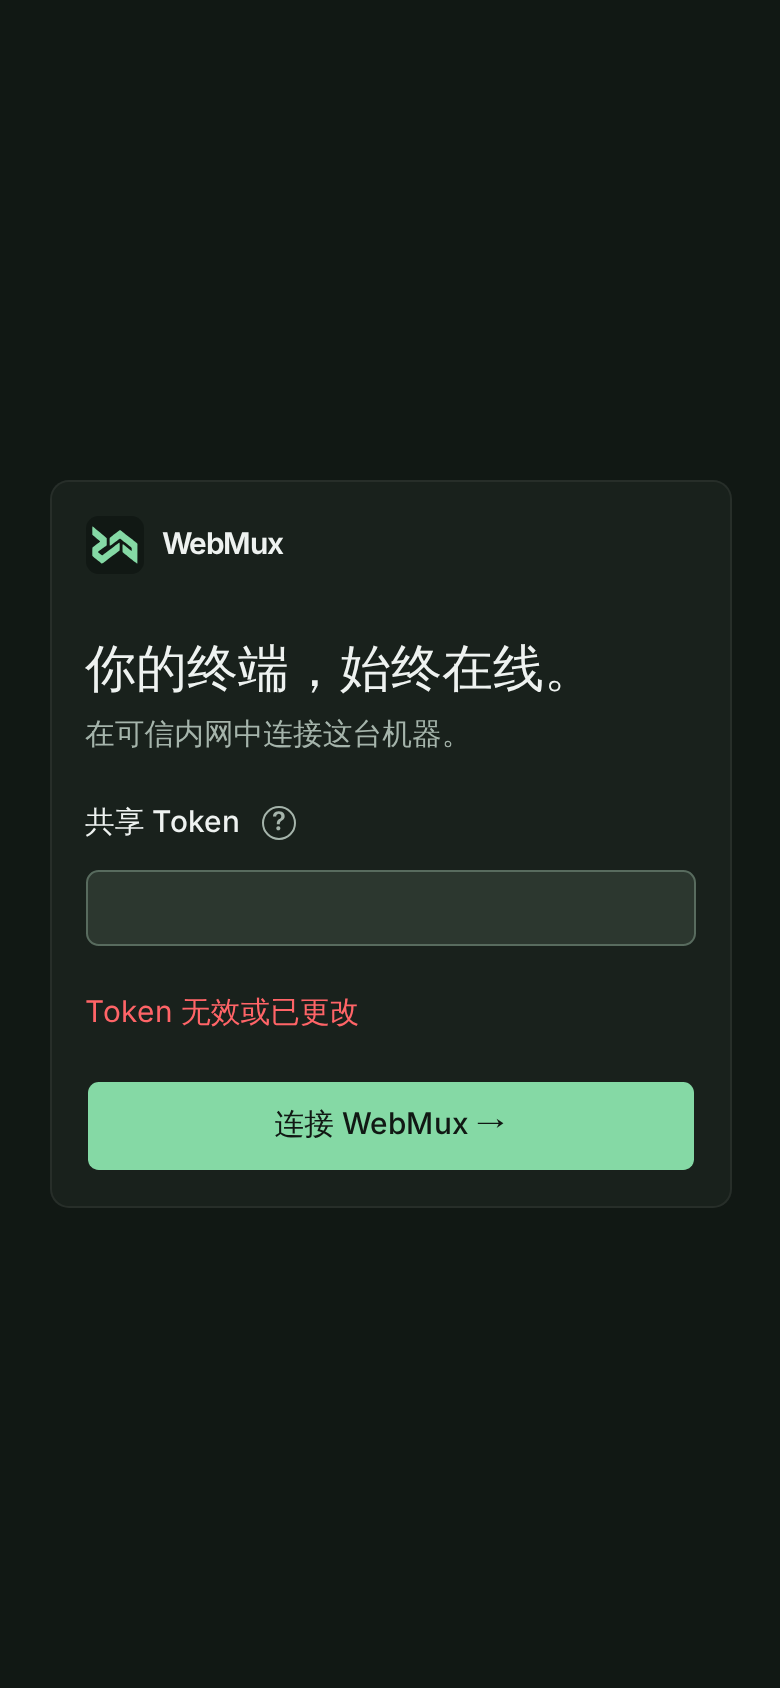 WebMux
你的终端，始终在线。
在可信内网中连接这台机器。
共享 Token ?
Token 无效或已更改
连接 WebMux →